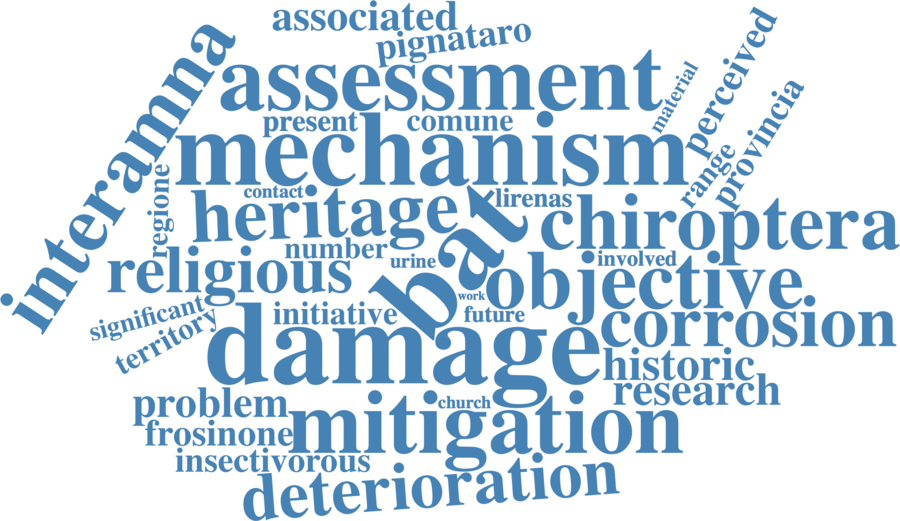 associated
pignataro
assessment
interamna
material
perceived
present
comune
mechanism
range
provincia
regione
contact
heritage
bat
lirenas
chiroptera
number
urine
involved
religious
work
objective
significant
territory
initiative
future
corrosion
damage
historic
research
problem
church
mitigation
frosinone
insectivorous
deterioration